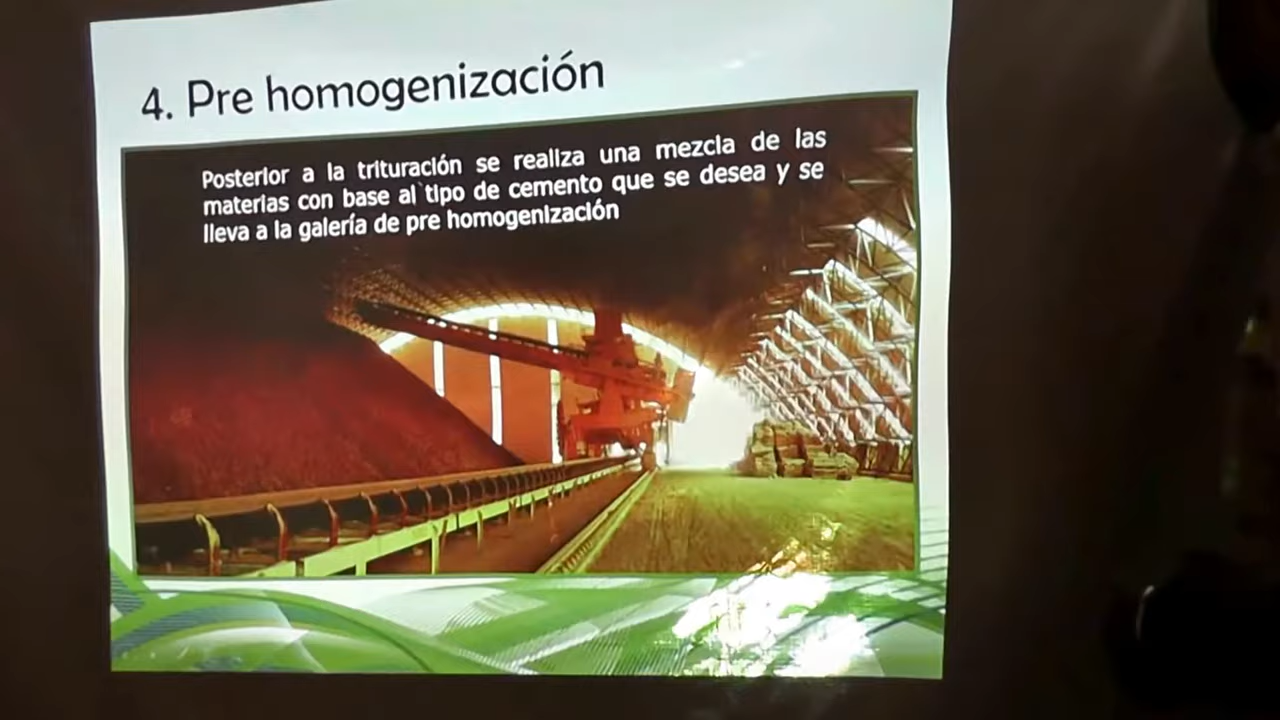 4. Pre homogenización
Posterior a la trituración se realiza una mezcla de las
materias con base al tipo de cemento que se desea y se
lleva a la galería de pre homogenización